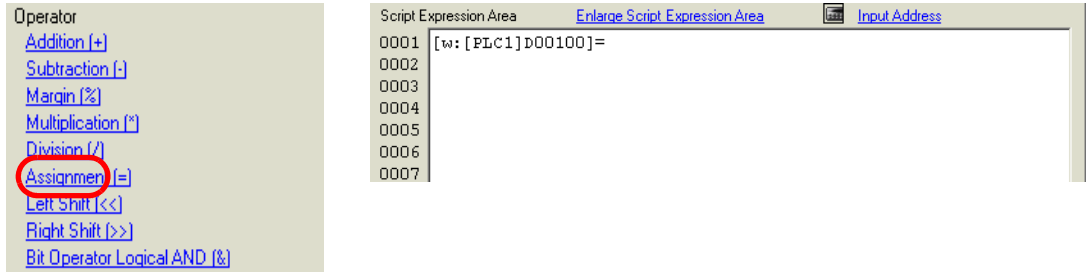 Operator
Addition (+)
Subtraction (-)
Margin (%)
Multiplication (*)
Division (/)
Assignment (=)
Left Shift (<<)
Right Shift (>>)
Bit Operator Logical AND (&)
Script Expression Area Enlarge Script Expression Area Input Address
0001 [w:[PLC1]D00100]=
0002
0003
0004
0005
0006
0007